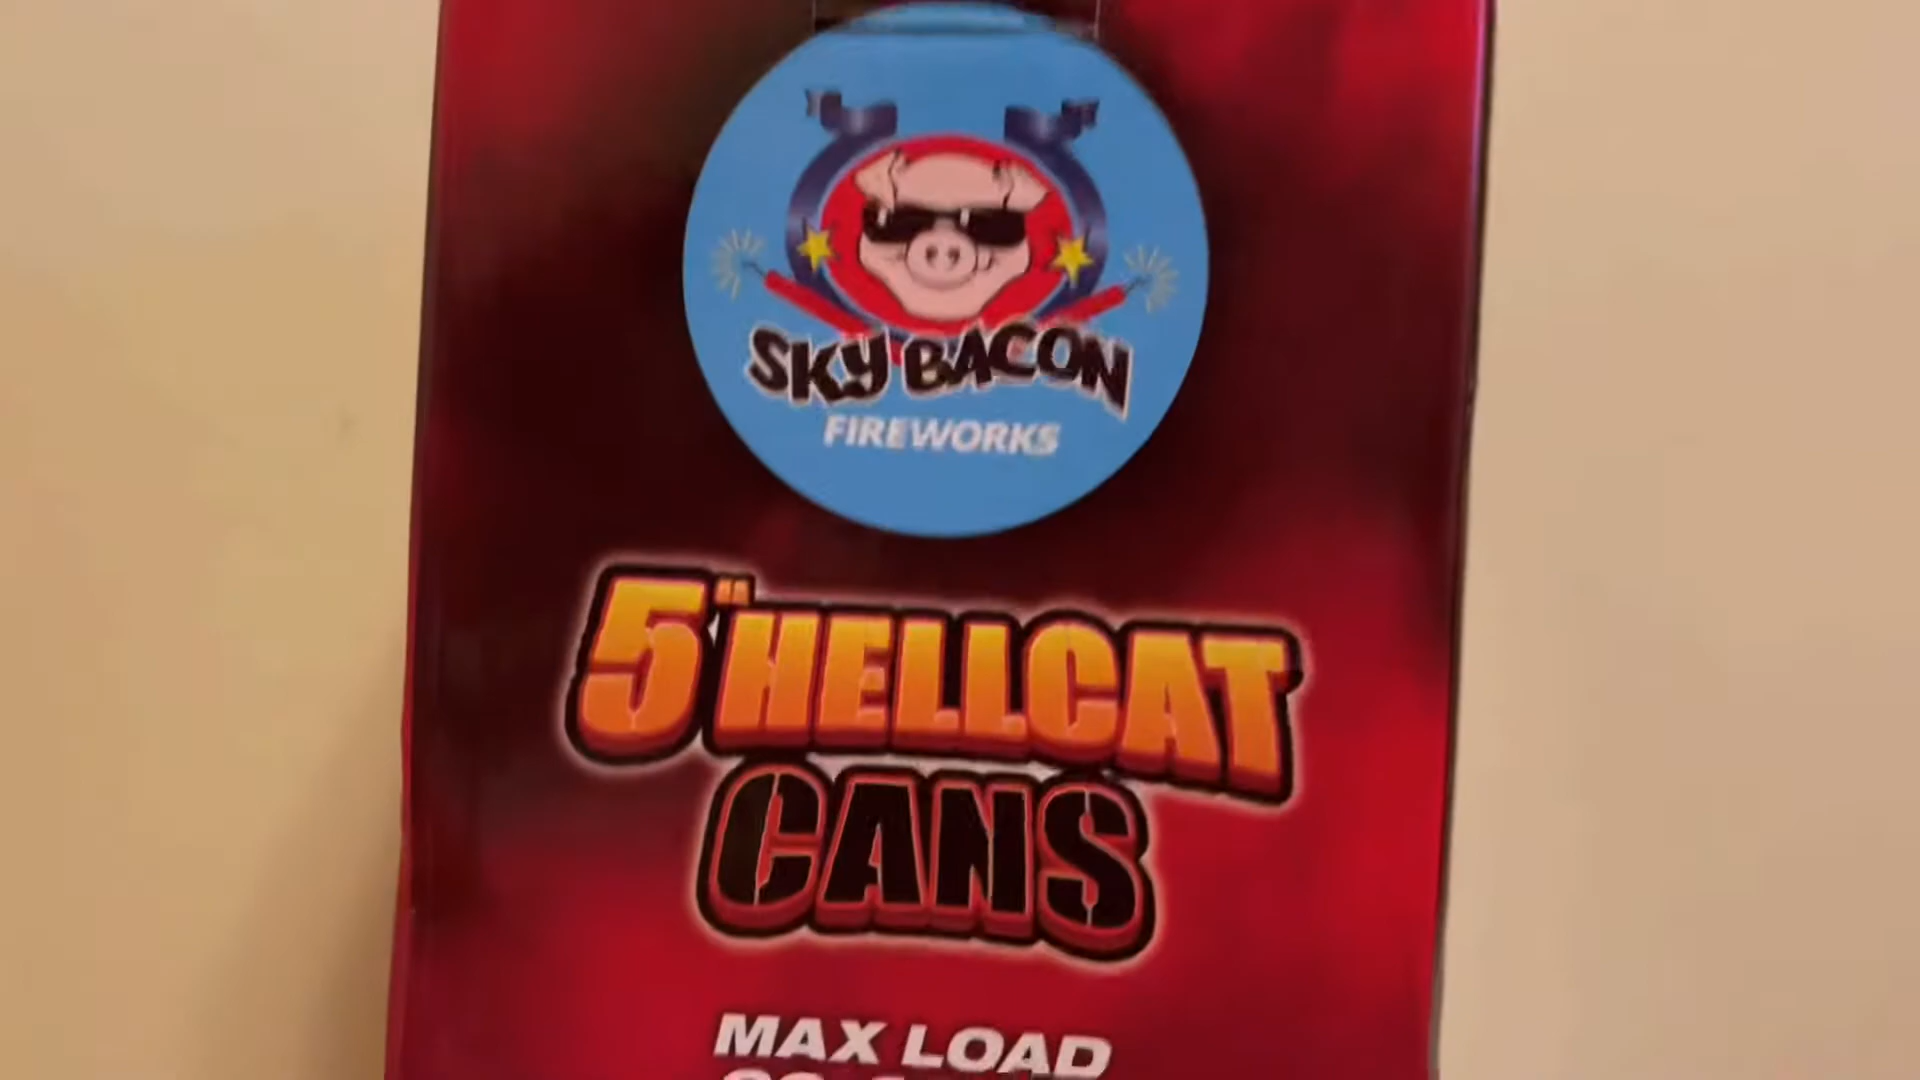 SKY BACON
FIREWORKS
5" HELLCAT
CANS
MAX LOAD